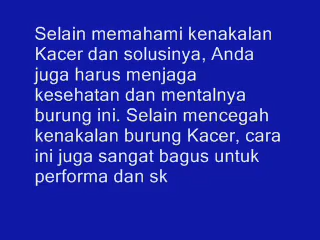 Selain memahami kenakalan
Kacer dan solusinya, Anda
juga harus menjaga
kesehatan dan mentalnya
burung ini. Selain mencegah
kenakalan burung Kacer, cara
ini juga sangat bagus untuk
performa dan sk